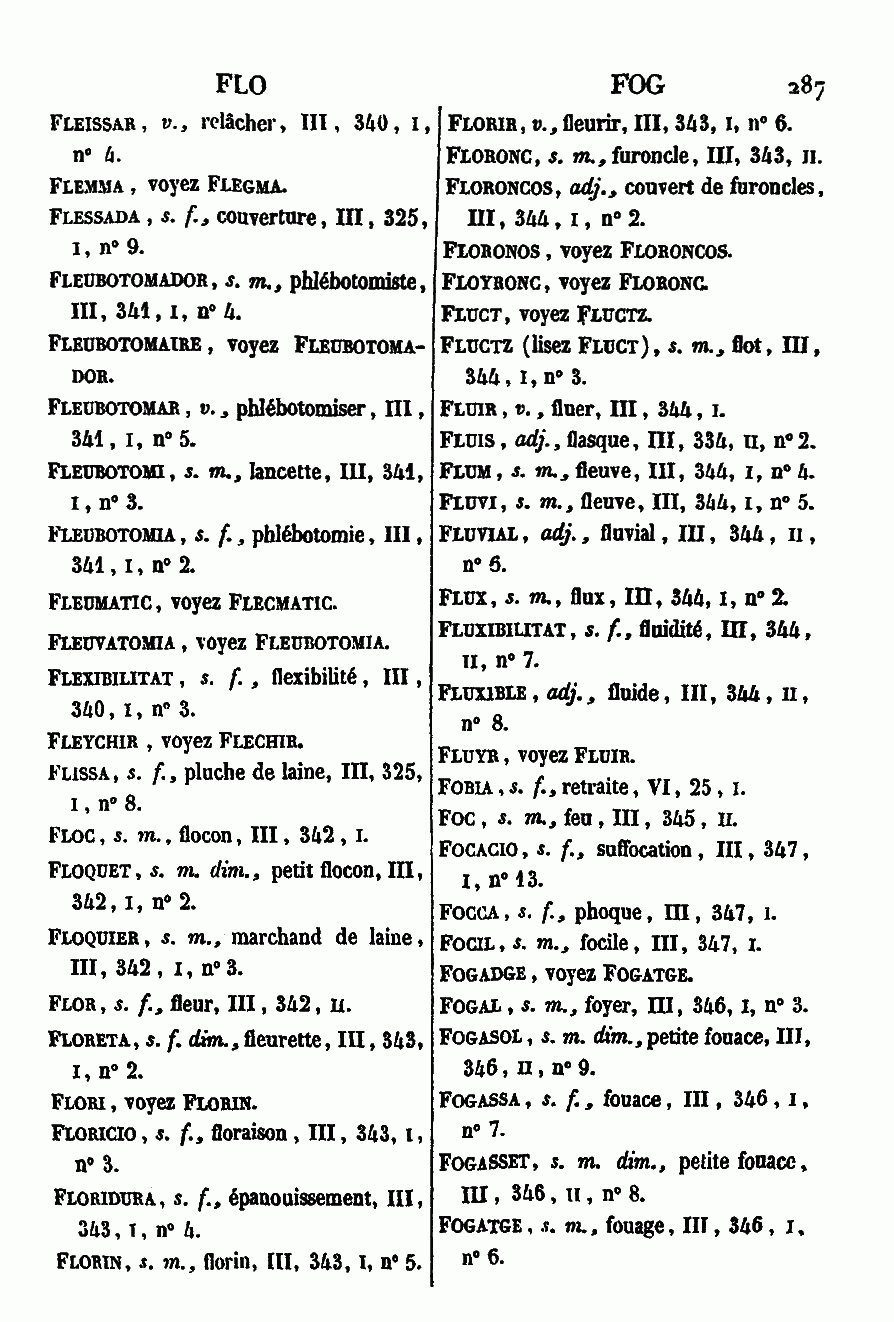 FLO FOG 287
FLEISSAR, v., relâcher, III, 340, I,
n° 4.
FLEMMA, voyez FLEGMA.
FLESSADA, s. f., couverture, III, 325,
I, n° 9.
FLEUBOTOMADOR, s. m., phlébotomiste,
III, 341, I, n° 4.
FLEUBOTOMAIRE, voyez FLEUBOTOMA-
DOR.
FLEUBOTOMAR, v., phlébotomiser, III,
341, I, n° 5.
FLEUBOTOMI, s. m., lancette, III, 341,
I, n° 3.
FLEUBOTOMIA, s. f., phlébotomie, III,
341, I, n° 2.
FLEUMATIC, voyez FLECMATIC.
FLEUVATOMIA, voyez FLEUBOTOMIA.
FLEXIBILITAT, s. f., flexibilité, III,
340, I, n° 3.
FLEYCHIR, voyez FLECHIR.
FLISSA, s. f., pluche de laine, III, 325,
I, n° 8.
FLOC, s. m., flocon, III, 342, I.
FLOQUET, s. m. dim., petit flocon, III,
342, I, n° 2.
FLOQUIER, s. m., marchand de laine,
III, 342, I, n° 3.
FLOR, s. f., fleur, III, 342, II.
FLORETA, s. f. dim., fleurette, III, 343,
I, n° 2.
FLORI, voyez FLORIN.
FLORICIO, s. f., floraison, III, 343, I,
n° 3.
FLORIDURA, s. f., épanouissement, III,
343, I, n° 4.
FLORIN, s. m., florin, III, 343, I, n° 5.
FLORIR, v., fleurir, III, 343, I, n° 6.
FLORONC, s. m., furoncle, III, 343, II.
FLORONCOS, adj., couvert de furoncles,
III, 344, I, n° 2.
FLORONOS, voyez FLORONCOS.
FLOYRONC, voyez FLORONC.
FLUCT, voyez FLUCTZ.
FLUCTZ (lisez FLUCT), s. m., flot, III,
344, I, n° 3.
FLUIR, v., fluer, III, 344, I.
FLUIS, adj., flasque, III, 334, II, n° 2.
FLUM, s. m., fleuve, III, 344, I, n° 4.
FLUVI, s. m., fleuve, III, 344, I, n° 5.
FLUVIAL, adj., fluvial, III, 344, II,
n° 6.
FLUX, s. m., flux, III, 344, I, n° 2.
FLUXIBILITAT, s. f., fluidité, III, 344,
II, n° 7.
FLUXIBLE, adj., fluide, III, 344, II,
n° 8.
FLUYR, voyez FLUIR.
FOBIA, s. f., retraite, VI, 25, I.
FOC, s. m., feu, III, 345, II.
FOCACIO, s. f., suffocation, III, 347,
I, n° 13.
FOCCA, s. f., phoque, III, 347, I.
FOCIL, s. m., focile, III, 347, I.
FOGADGE, voyez FOGATGE.
FOGAL, s. m., foyer, III, 346, I, n° 3.
FOGASOL, s. m. dim., petite fouace, III,
346, II, n° 9.
FOGASSA, s. f., fouace, III, 346, I,
n° 7.
FOGASSET, s. m. dim., petite fouace,
III, 346, II, n° 8.
FOGATGE, s. m., fouage, III, 346, I,
n° 6.